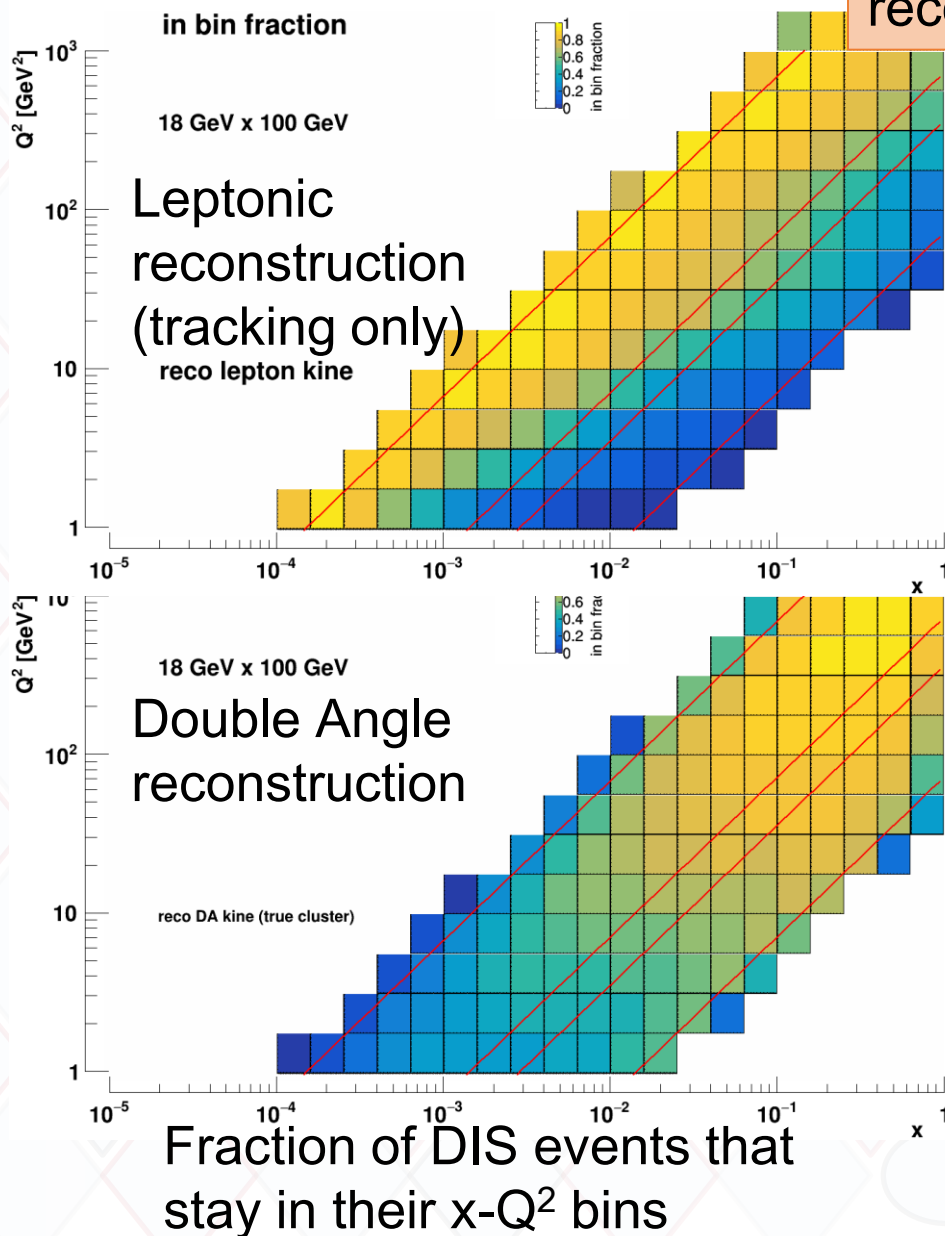 reco
in bin fraction
1
0.8
0.6
0.4
0.2
0
in bin fraction
Q² [GeV²]
10³
18 GeV x 100 GeV
Leptonic
10²
reconstruction
(tracking only)
10
reco lepton kine
1
10⁻⁵ 10⁻⁴ 10⁻³ 10⁻² 10⁻¹ 1
x
Q² [GeV²]
0.6
0.4
0.2
0
18 GeV x 100 GeV
Double Angle
10²
reconstruction
10
reco DA kine (true cluster)
1
10⁻⁵ 10⁻⁴ 10⁻³ 10⁻² 10⁻¹ 1
x
Fraction of DIS events that
stay in their x-Q² bins